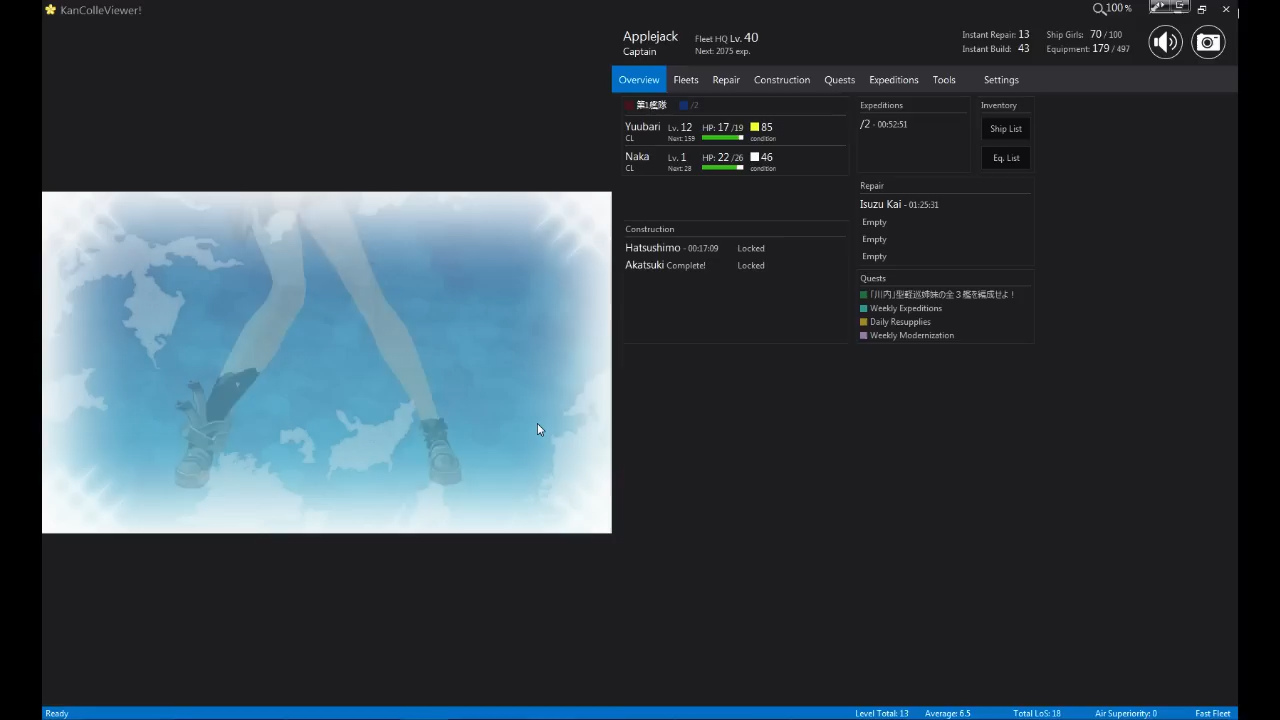 KanColleViewer!
100 %
Applejack
Captain
Fleet HQ Lv. 40
Next: 2075 exp.
Instant Repair: 13
Instant Build: 43
Ship Girls: 70 / 100
Equipment: 179 / 497
Overview
Fleets
Repair
Construction
Quests
Expeditions
Tools
Settings
第1艦隊 /2
Yuubari Lv. 12 HP: 17 /19 85
CL Next: 159 condition
Naka Lv. 1 HP: 22 /26 46
CL Next: 28 condition
Construction
Hatsushimo - 00:17:09 Locked
Akatsuki Complete! Locked
Expeditions
/2 - 00:52:51
Inventory
Ship List
Eq. List
Repair
Isuzu Kai - 01:25:31
Empty
Empty
Empty
Quests
「川内」型軽巡姉妹の全３艦を編成せよ！
Weekly Expeditions
Daily Resupplies
Weekly Modernization
Ready
Level Total: 13
Average: 6.5
Total LoS: 18
Air Superiority: 0
Fast Fleet